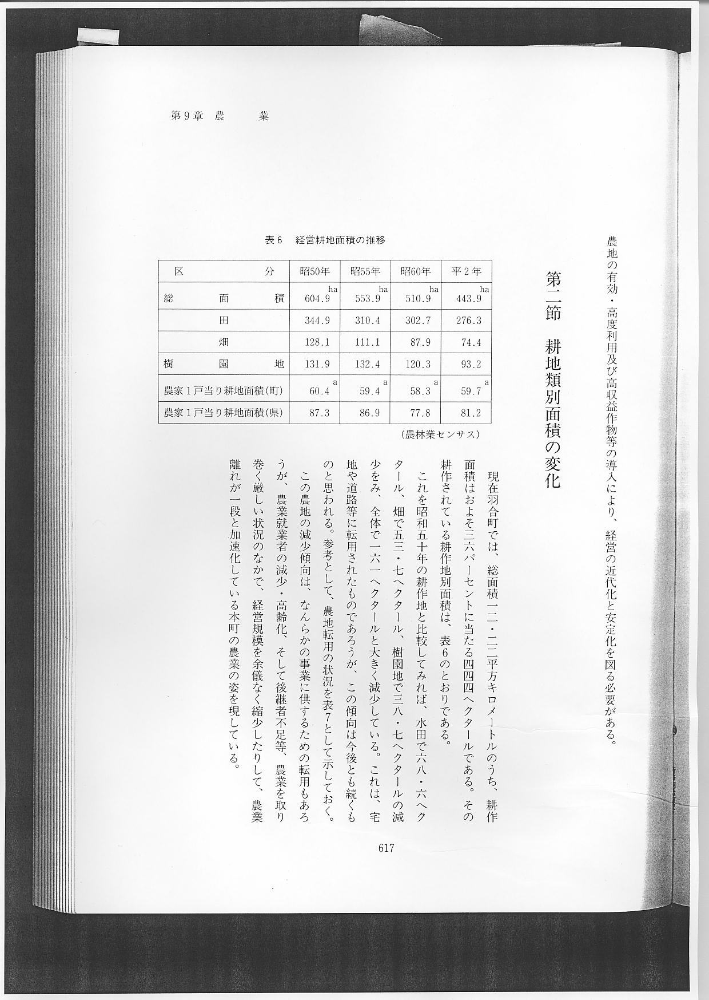 第9章 農 業
農地の有効・高度利用及び高収益作物等の導入により、経営の近代化と安定化を図る必要がある。
第二節 耕地類別面積の変化
表6 経営耕地面積の推移
区 分 昭50年 昭55年 昭60年 平2年
総面積 604.9ha 553.9ha 510.9ha 443.9ha
田 344.9 310.4 302.7 276.3
畑 128.1 111.1 87.9 74.4
樹園地 131.9 132.4 120.3 93.2
農家1戸当り耕地面積(町) 60.4a 59.4a 58.3a 59.7a
農家1戸当り耕地面積(県) 87.3 86.9 77.8 81.2
(農林業センサス)
現在羽合町では、総面積一二・二二平方キロメートルのうち、耕作
面積はおよそ三六パーセントに当たる四四四ヘクタールである。その
耕作されている耕作地別面積は、表6のとおりである。
これを昭和五十年の耕作地と比較してみれば、水田で六八・六ヘク
タール、畑で五三・七ヘクタール、樹園地で三八・七ヘクタールの減
少をみ、全体で一六一ヘクタールと大きく減少している。これは、宅
地や道路等に転用されたものであろうが、この傾向は今後とも続くも
のと思われる。参考として、農地転用の状況を表7として示しておく。
この農地の減少傾向は、なんらかの事業に供するための転用もあろ
うが、農業就業者の減少・高齢化、そして後継者不足等、農業を取り
巻く厳しい状況のなかで、経営規模を余儀なく縮少したりして、農業
離れが一段と加速化している本町の農業の姿を現している。
617